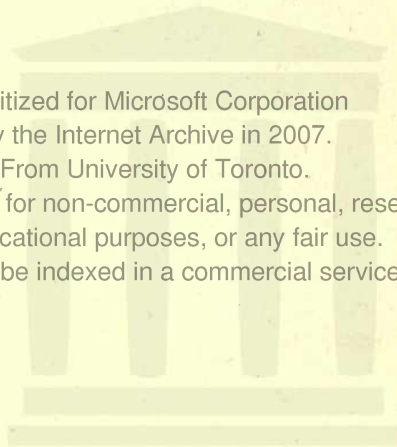 itized for Microsoft Corporation
the Internet Archive in 2007.
From University of Toronto.
for non-commercial, personal, rese
cational purposes, or any fair use.
be indexed in a commercial service